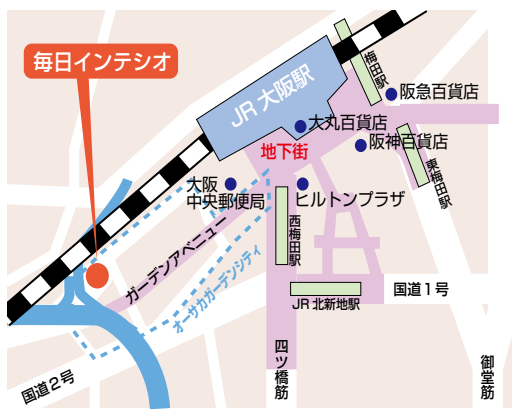 毎日インテシオ
梅田駅
JR大阪駅
阪急百貨店
大丸百貨店
阪神百貨店
地下街
東梅田駅
大阪
中央郵便局
ヒルトンプラザ
西梅田駅
ガーデンアベニュー
オーサカガーデンシティ
国道1号
JR北新地駅
四ツ橋筋
御堂筋
国道2号